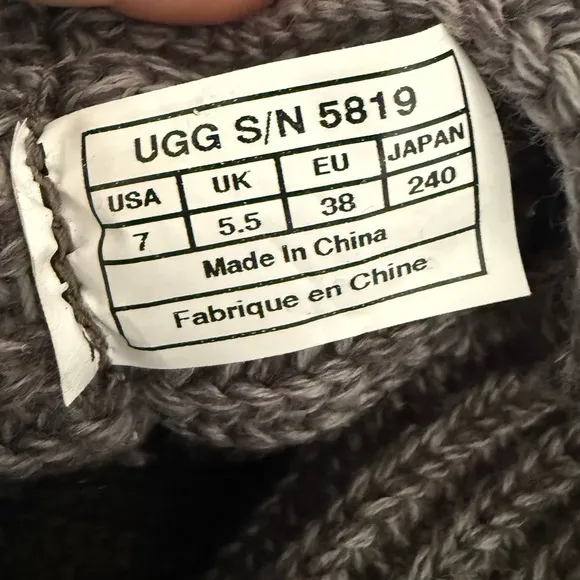 UGG S/N 5819
USA UK EU JAPAN
7 5.5 38 240
Made In China
Fabrique en Chine